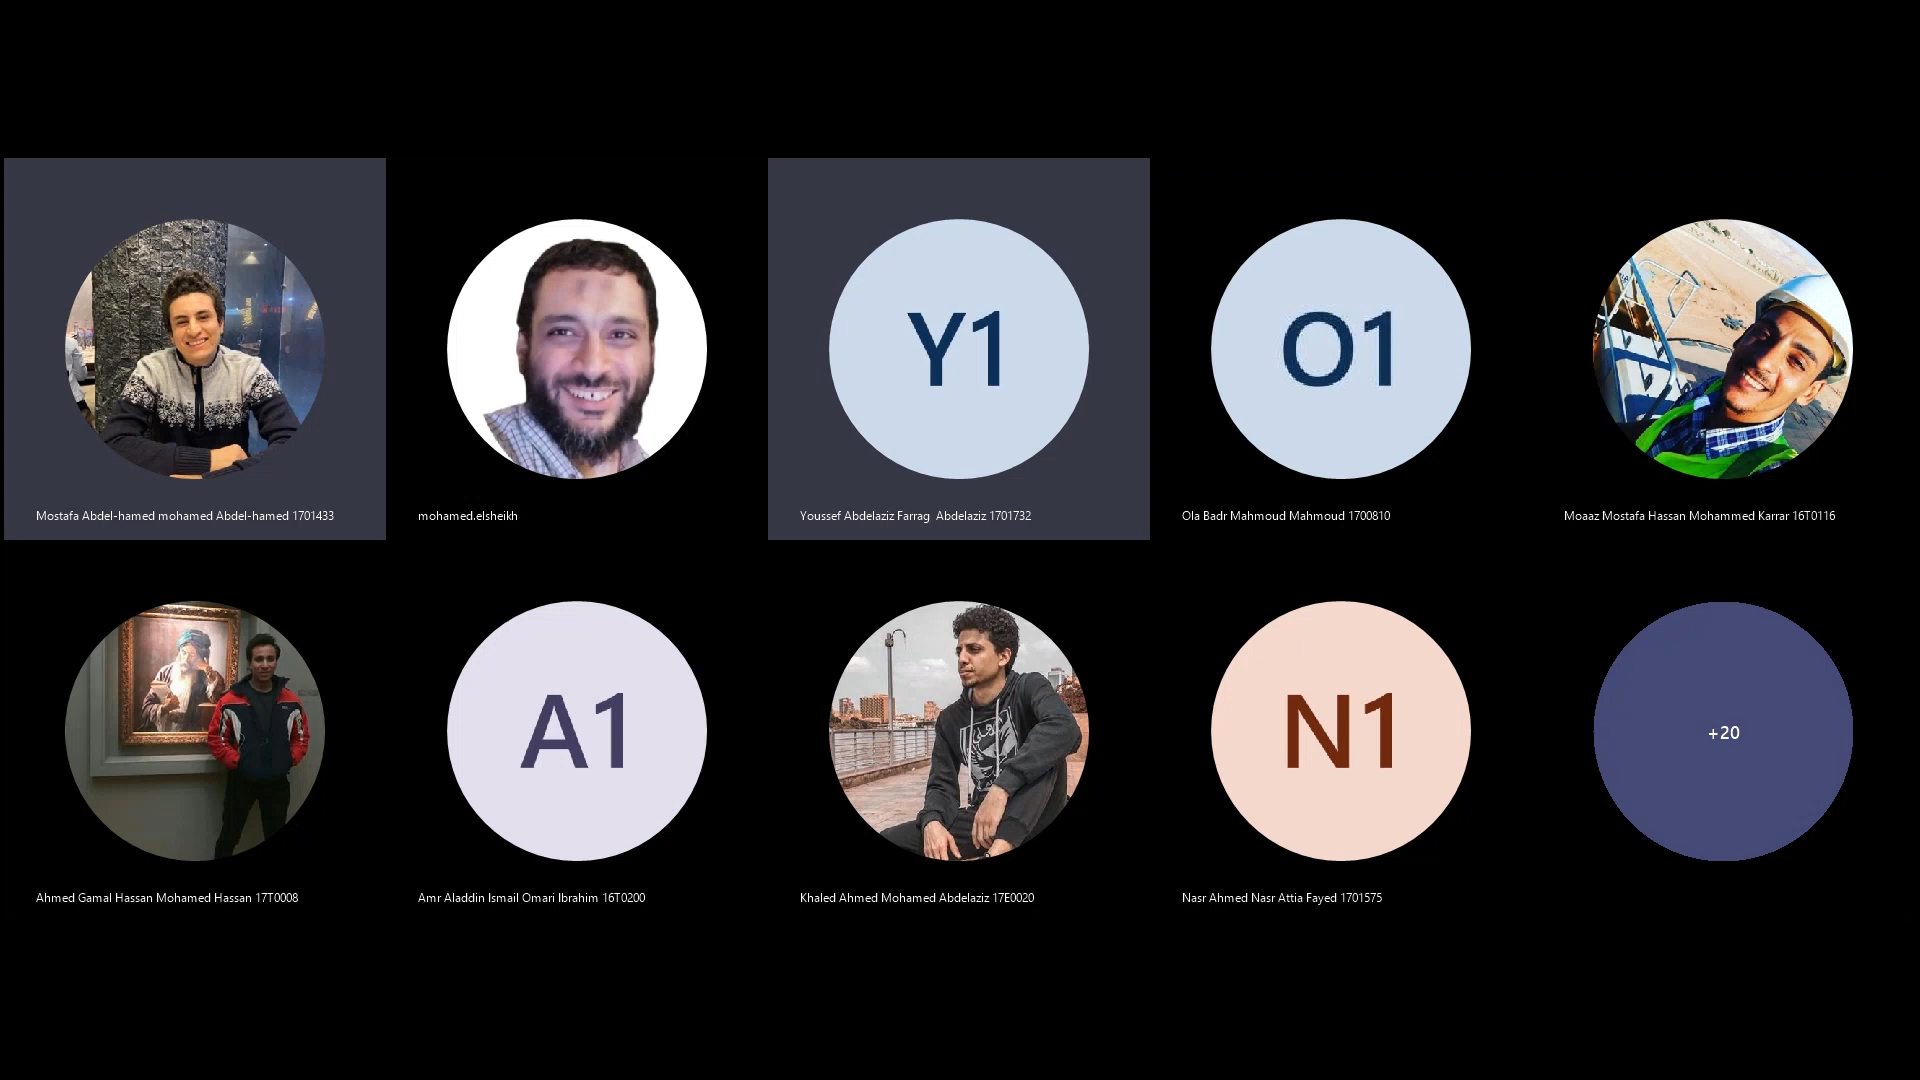 Y1
O1
Mostafa Abdel-hamed mohamed Abdel-hamed 1701433
mohamed.elsheikh
Youssef Abdelaziz Farrag  Abdelaziz 1701732
Ola Badr Mahmoud Mahmoud 1700810
Moaaz Mostafa Hassan Mohammed Karrar 16T0116
A1
N1
+20
Ahmed Gamal Hassan Mohamed Hassan 17T0008
Amr Aladdin Ismail Omari Ibrahim 16T0200
Khaled Ahmed Mohamed Abdelaziz 17E0020
Nasr Ahmed Nasr Attia Fayed 1701575